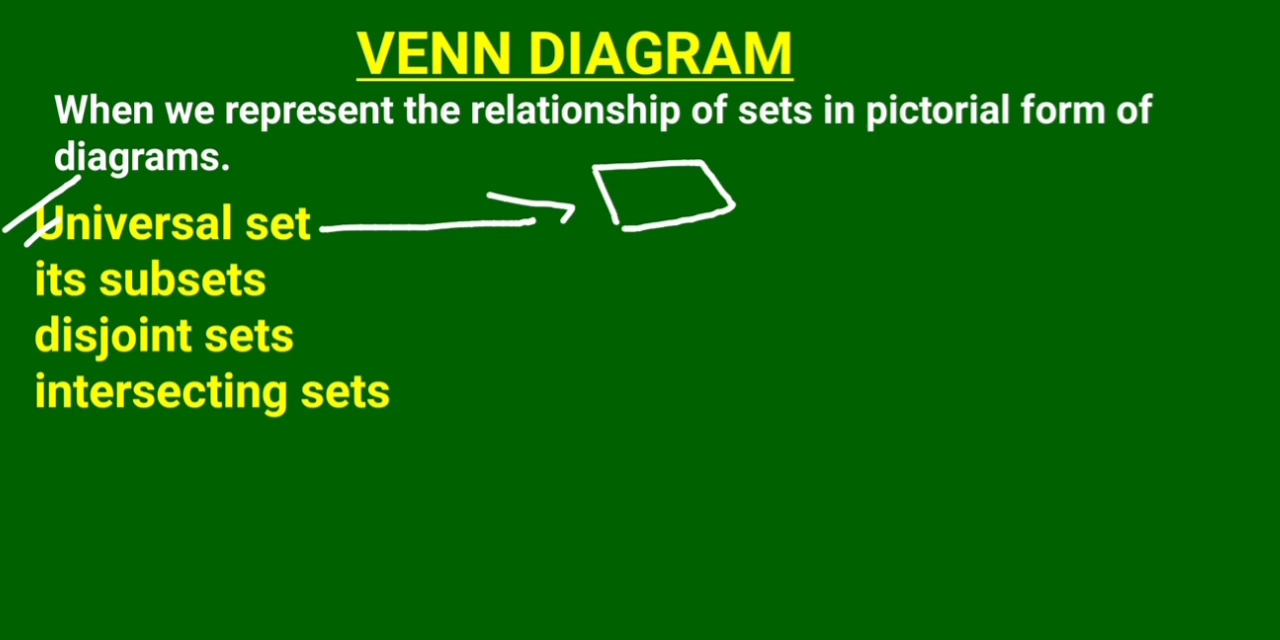 VENN DIAGRAM
When we represent the relationship of sets in pictorial form of
diagrams.
Universal set
its subsets
disjoint sets
intersecting sets